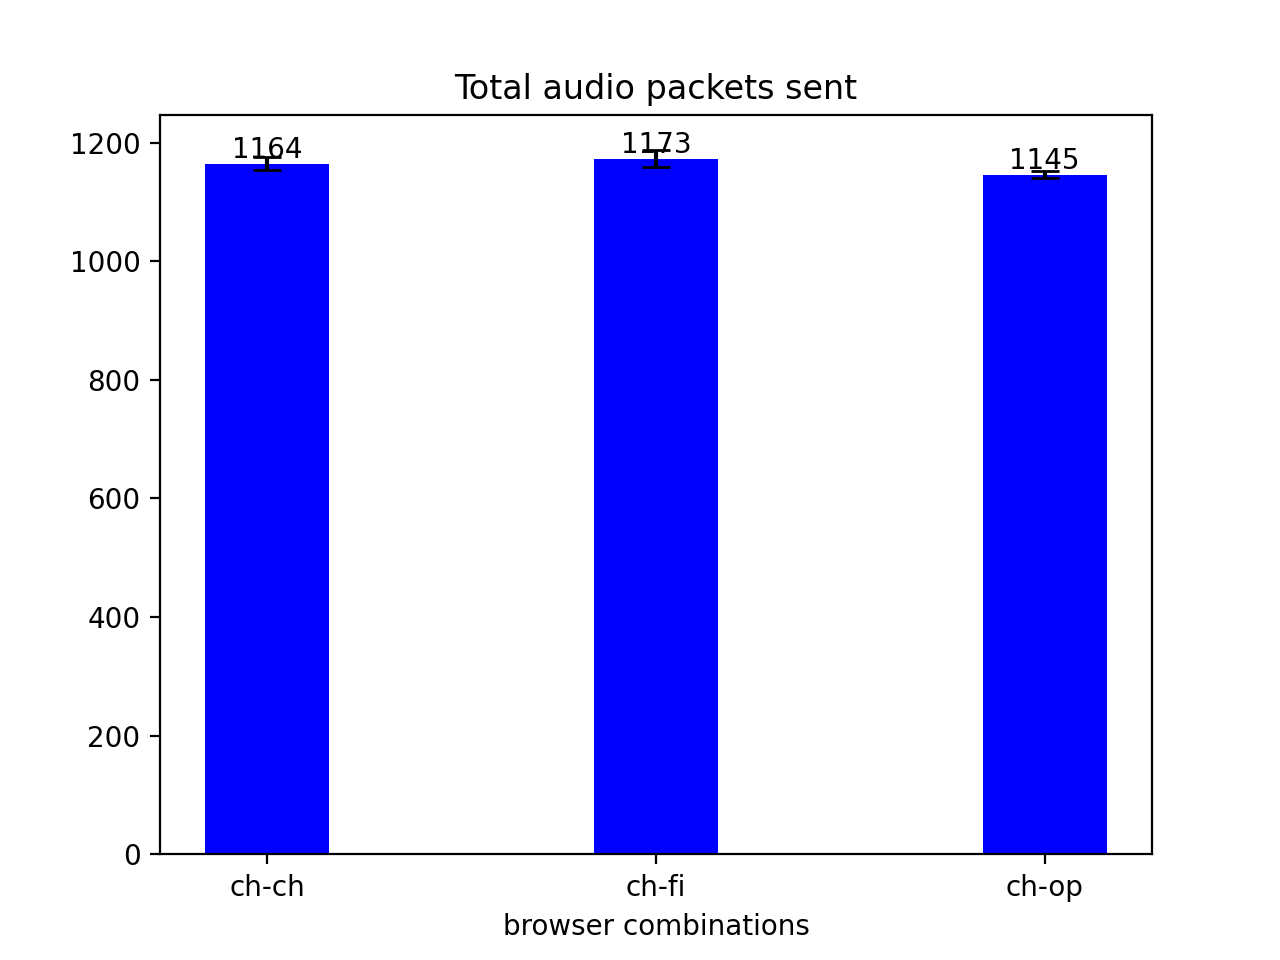 Total audio packets sent
1200
1000
800
600
400
200
0
1164
1173
1145
ch-ch
ch-fi
ch-op
browser combinations